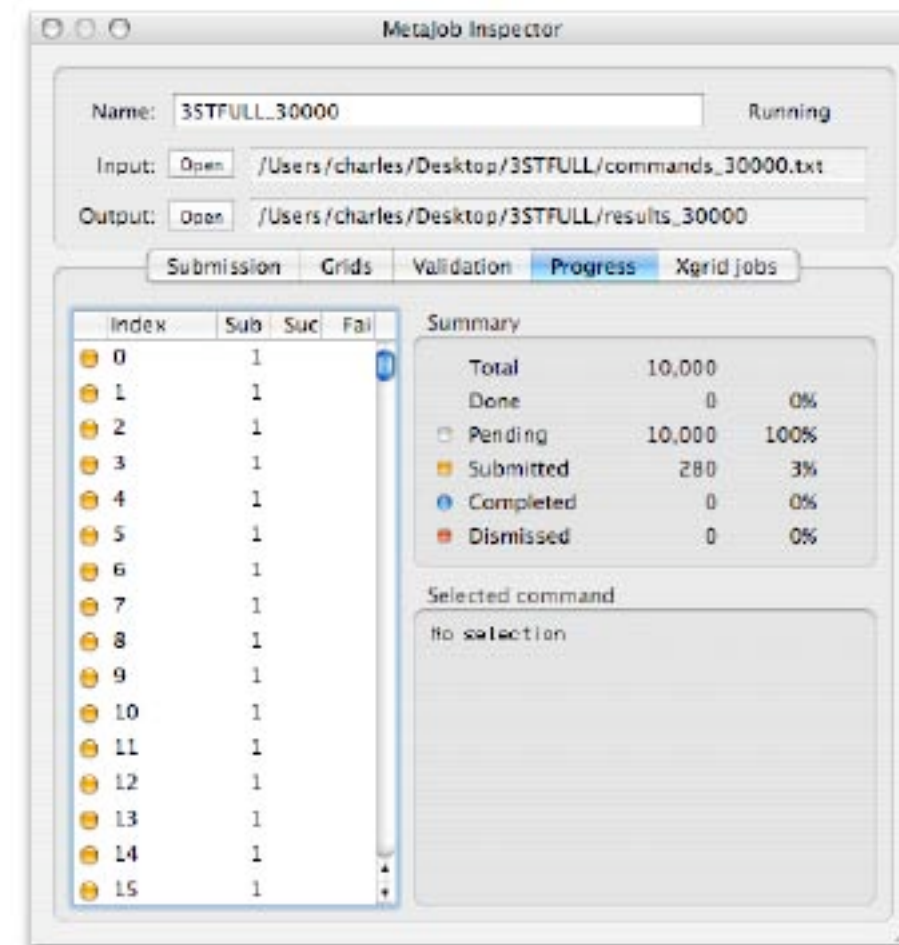 MetaJob Inspector
Name: 3STFULL_30000 Running
Input: Open /Users/charles/Desktop/3STFULL/commands_30000.txt
Output: Open /Users/charles/Desktop/3STFULL/results_30000
Submission Grids Validation Progress Xgrid jobs
Index Sub Suc Fai
0 1
1 1
2 1
3 1
4 1
5 1
6 1
7 1
8 1
9 1
10 1
11 1
12 1
13 1
14 1
15 1
Summary
Total 10,000
Done 0 0%
Pending 10,000 100%
Submitted 280 3%
Completed 0 0%
Dismissed 0 0%
Selected command
No selection